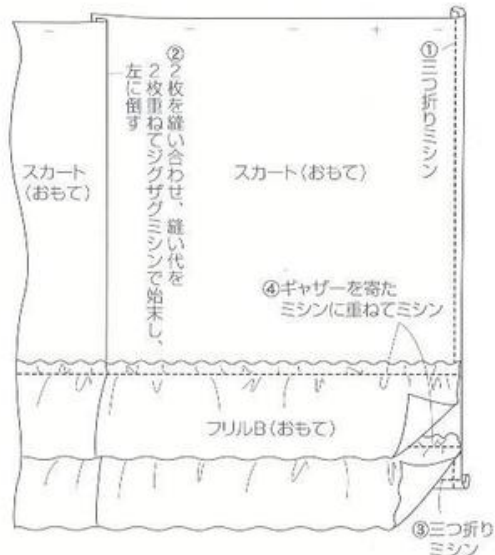 ①三つ折りミシン
②2枚を縫い合わせ、縫い代を
2枚重ねてジグザグミシンで始末し、
左に倒す
スカート
(おもて)
スカート(おもて)
④ギャザーを寄た
ミシンに重ねてミシン
フリルB(おもて)
③三つ折り
ミシン